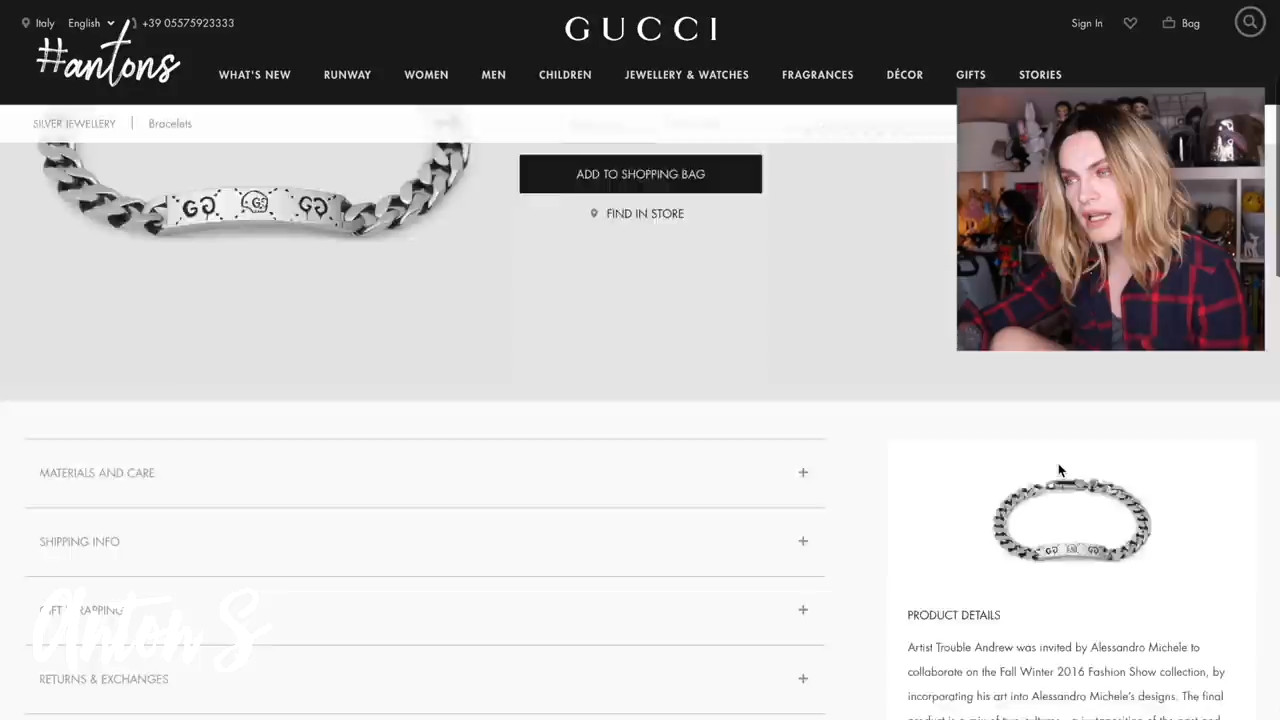 Italy English +39 05575923333
GUCCI
Sign In Bag
#antons
WHAT'S NEW RUNWAY WOMEN MEN CHILDREN JEWELLERY & WATCHES FRAGRANCES DÉCOR GIFTS STORIES
SILVER JEWELLERY | Bracelets
ADD TO SHOPPING BAG
FIND IN STORE
MATERIALS AND CARE +
SHIPPING INFO +
GIFT WRAPPING +
Anton S
RETURNS & EXCHANGES +
PRODUCT DETAILS
Artist Trouble Andrew was invited by Alessandro Michele to
collaborate on the Fall Winter 2016 Fashion Show collection, by
incorporating his art into Alessandro Michele's designs. The final